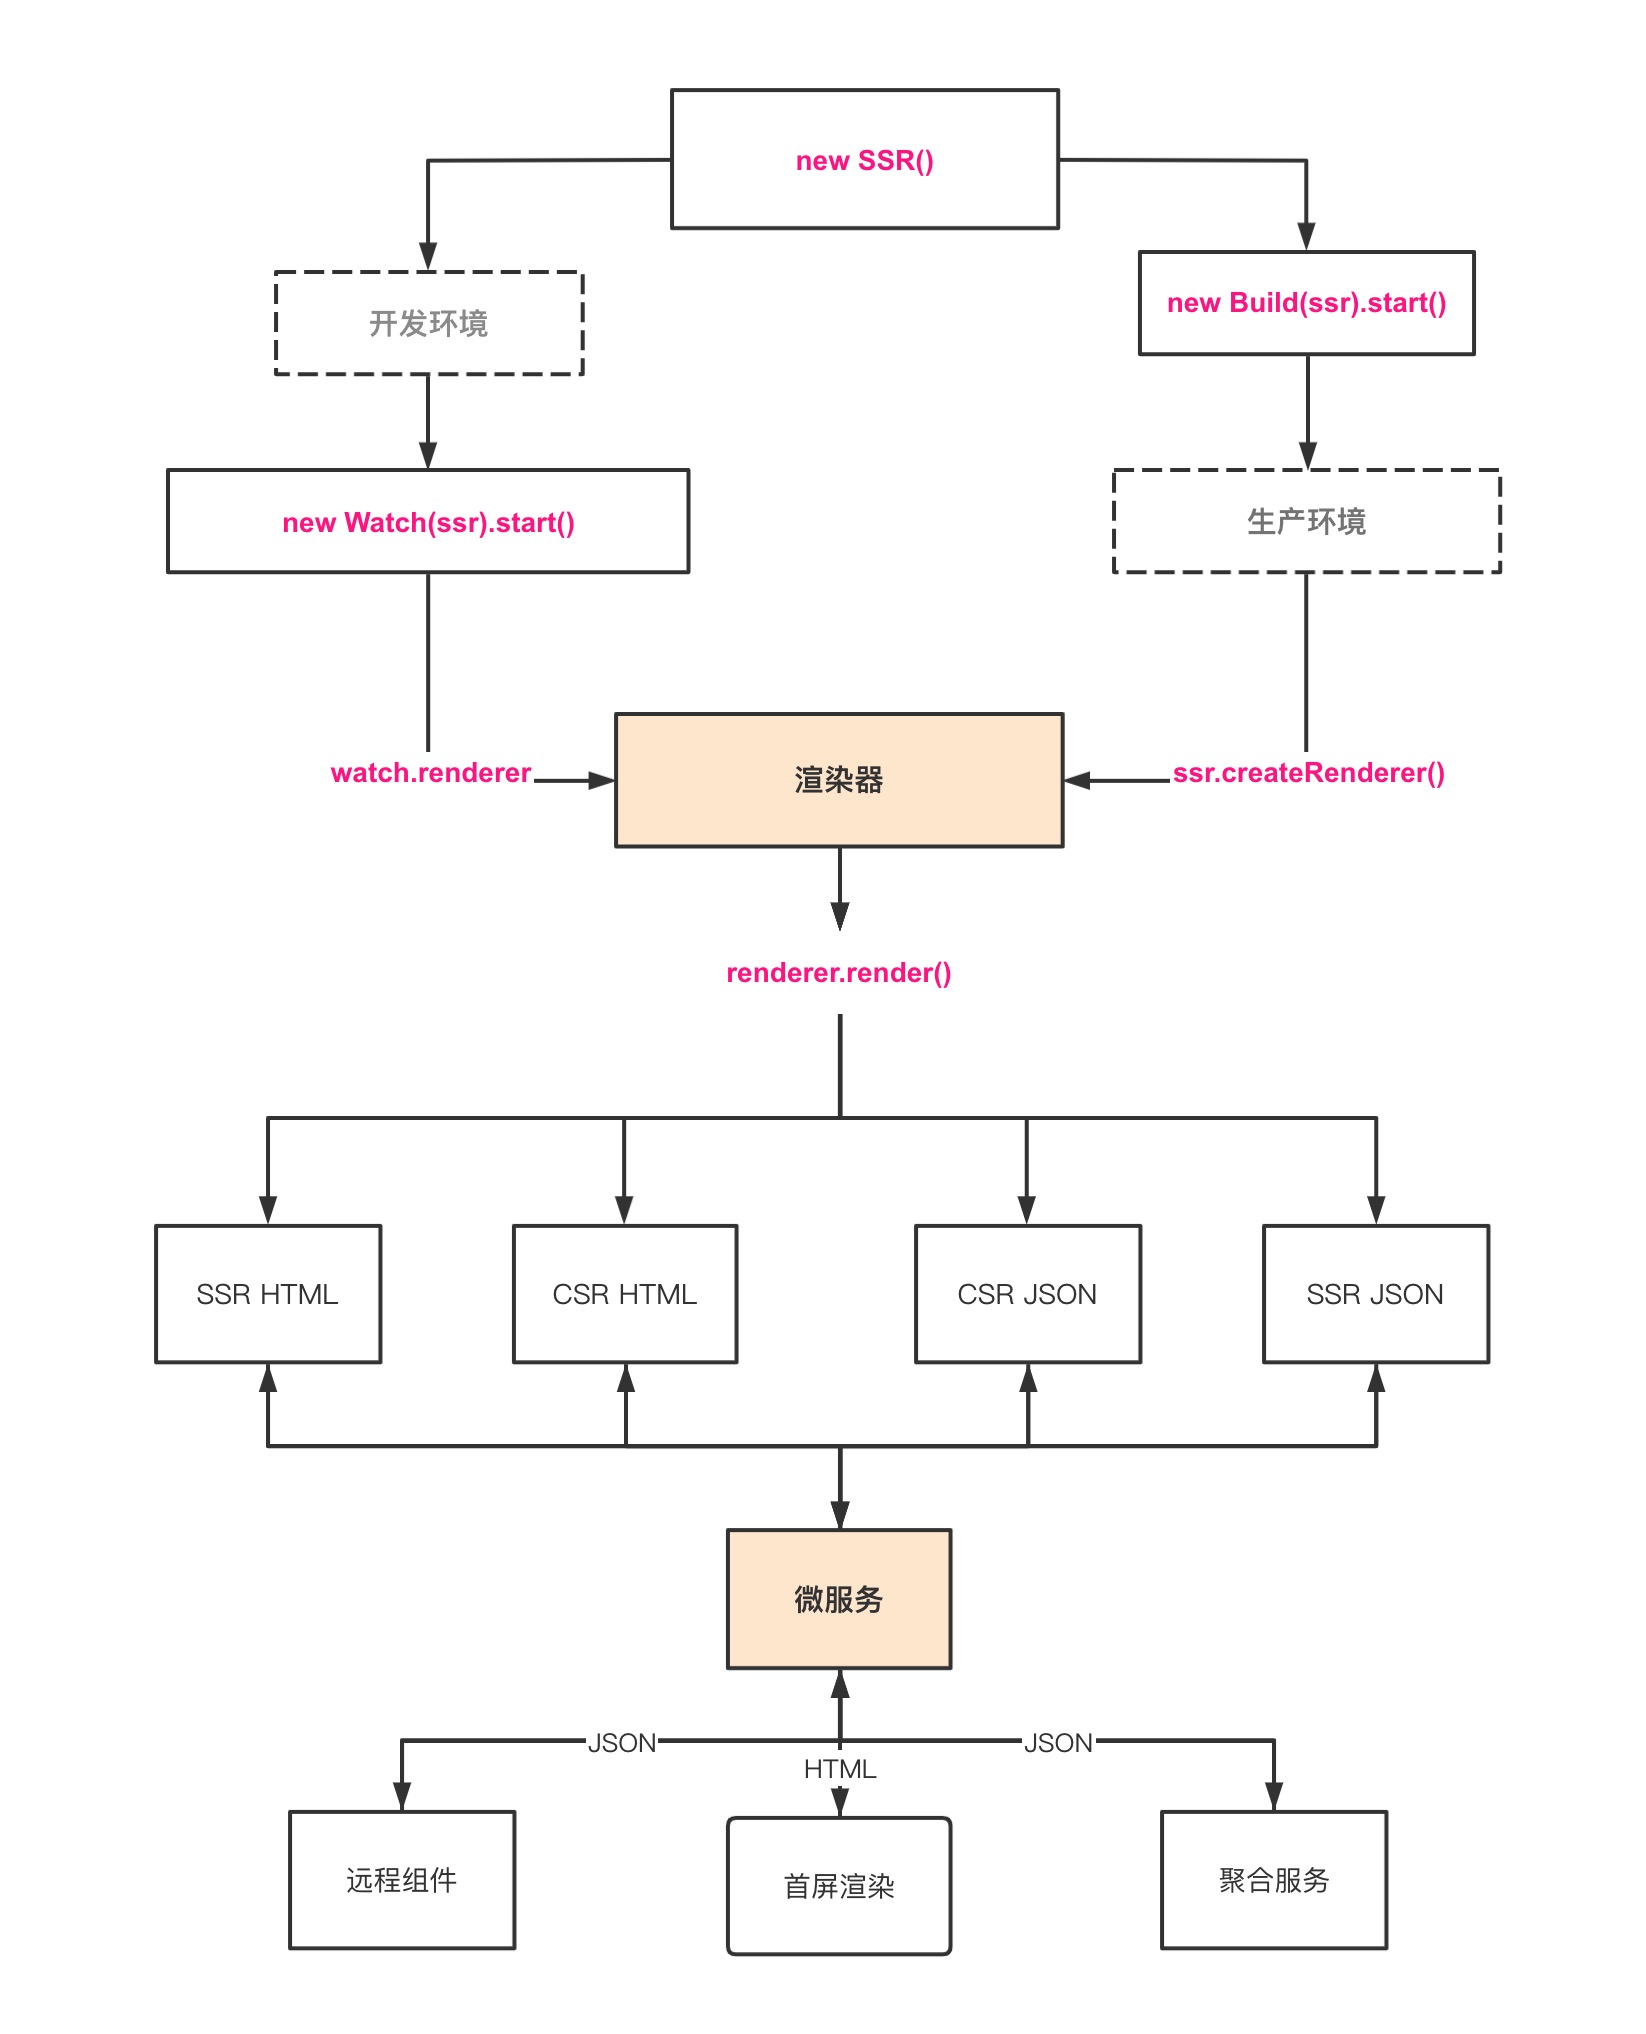 new SSR()
开发环境
new Build(ssr).start()
new Watch(ssr).start()
生产环境
watch.renderer
渲染器
ssr.createRenderer()
renderer.render()
SSR HTML
CSR HTML
CSR JSON
SSR JSON
微服务
JSON
JSON
HTML
远程组件
首屏渲染
聚合服务